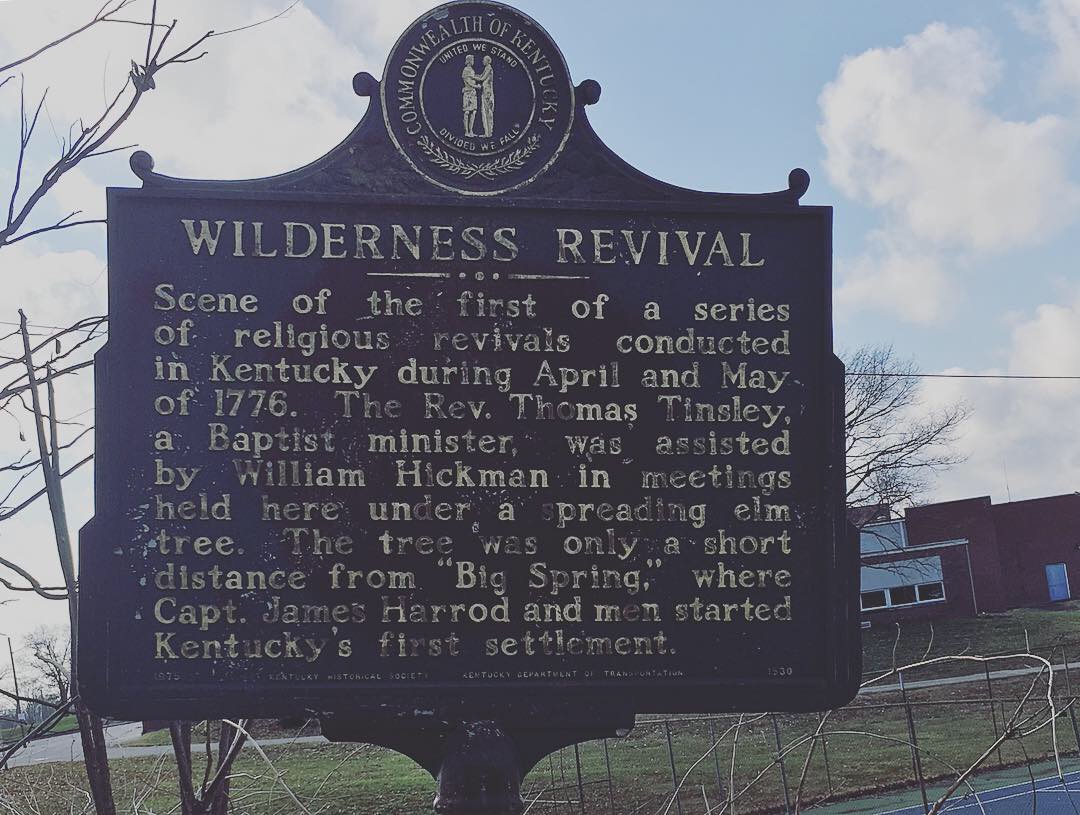 COMMONWEALTH OF KENTUCKY
UNITED WE STAND
DIVIDED WE FALL
WILDERNESS REVIVAL
Scene of the first of a series
of religious revivals conducted
in Kentucky during April and May
of 1776. The Rev. Thomas Tinsley,
a Baptist minister, was assisted
by William Hickman in meetings
held here under a spreading elm
tree. The tree was only a short
distance from "Big Spring," where
Capt. James Harrod and men started
Kentucky's first settlement.
1975 KENTUCKY HISTORICAL SOCIETY KENTUCKY DEPARTMENT OF TRANSPORTATION 1530